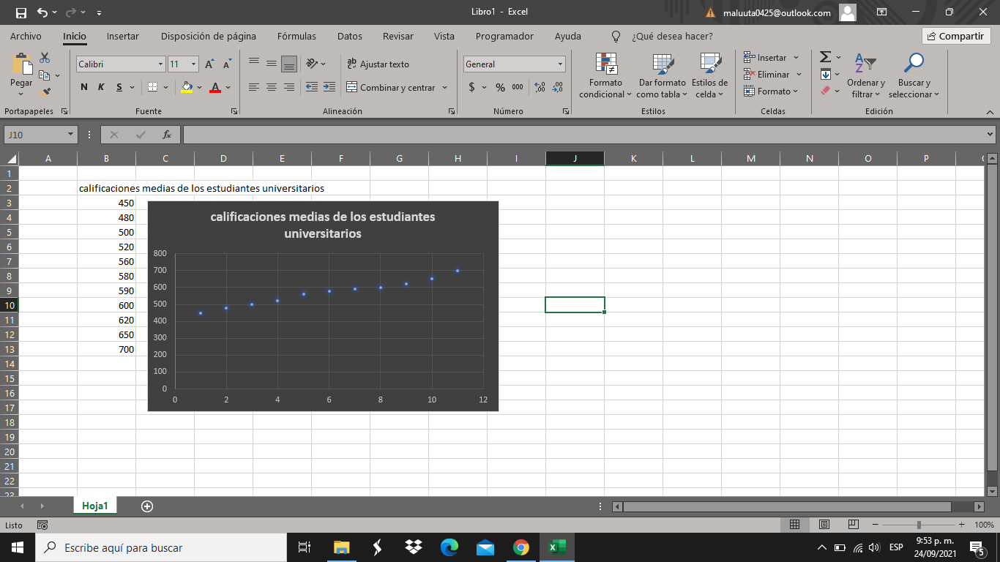 Libro1 - Excel
maluuta0425@outlook.com
Archivo Inicio Insertar Disposición de página Fórmulas Datos Revisar Vista Programador Ayuda ¿Qué desea hacer? Compartir
Pegar
Calibri 11
N K S A A A
ab Ajustar texto
Combinar y centrar
General
$ % 000
Formato condicional
Dar formato como tabla
Estilos de celda
Insertar
Eliminar
Formato
Ordenar y filtrar
Buscar y seleccionar
Portapapeles Fuente Alineación Número Estilos Celdas Edición
J10 fx
A B C D E F G H I J K L M N O P
1
2 calificaciones medias de los estudiantes universitarios
3 450
4 480
5 500
6 520
7 560
8 580
9 590
10 600
11 620
12 650
13 700
14
15
16
17
18
19
20
21
22
23
calificaciones medias de los estudiantes
universitarios
800
700
600
500
400
300
200
100
0
0 2 4 6 8 10 12
Hoja1
Listo 100%
Escribe aquí para buscar
ESP
9:53 p. m.
24/09/2021
5